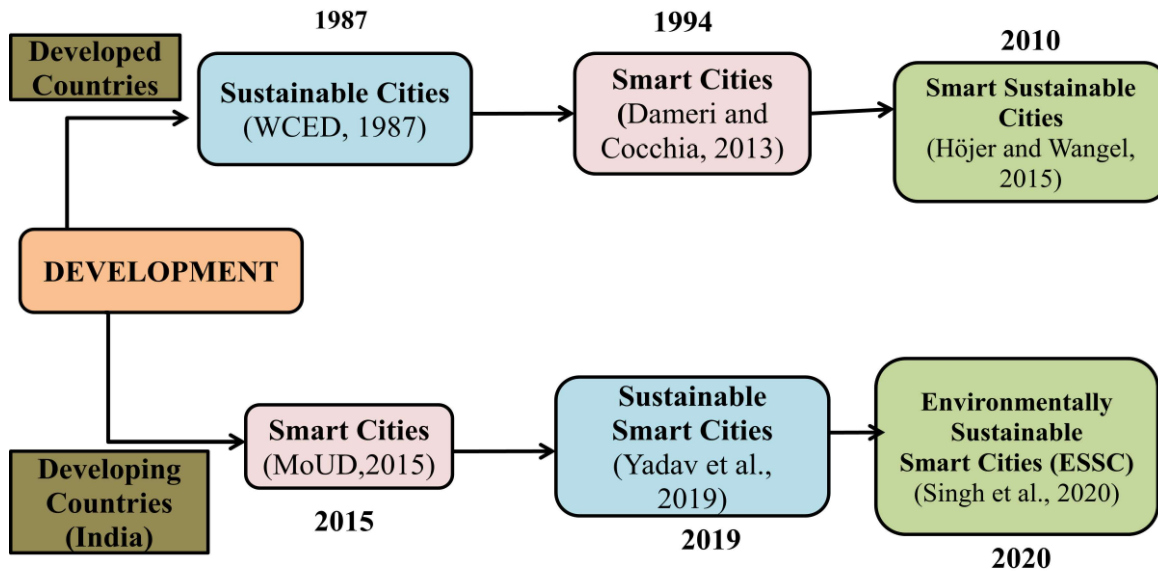 Developed
Countries
1987
Sustainable Cities
(WCED, 1987)
1994
Smart Cities
(Dameri and
Cocchia, 2013)
2010
Smart Sustainable
Cities
(Höjer and Wangel,
2015)
DEVELOPMENT
Developing
Countries
(India)
Smart Cities
(MoUD,2015)
2015
Sustainable
Smart Cities
(Yadav et al.,
2019)
2019
Environmentally
Sustainable
Smart Cities (ESSC)
(Singh et al., 2020)
2020